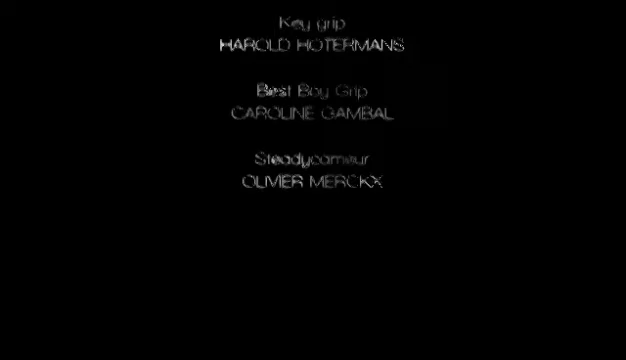 Key grip
HAROLD HOTERMANS
Best Boy Grip
CAROLINE GAMBAL
Steadycameur
OLIVIER MERCKX